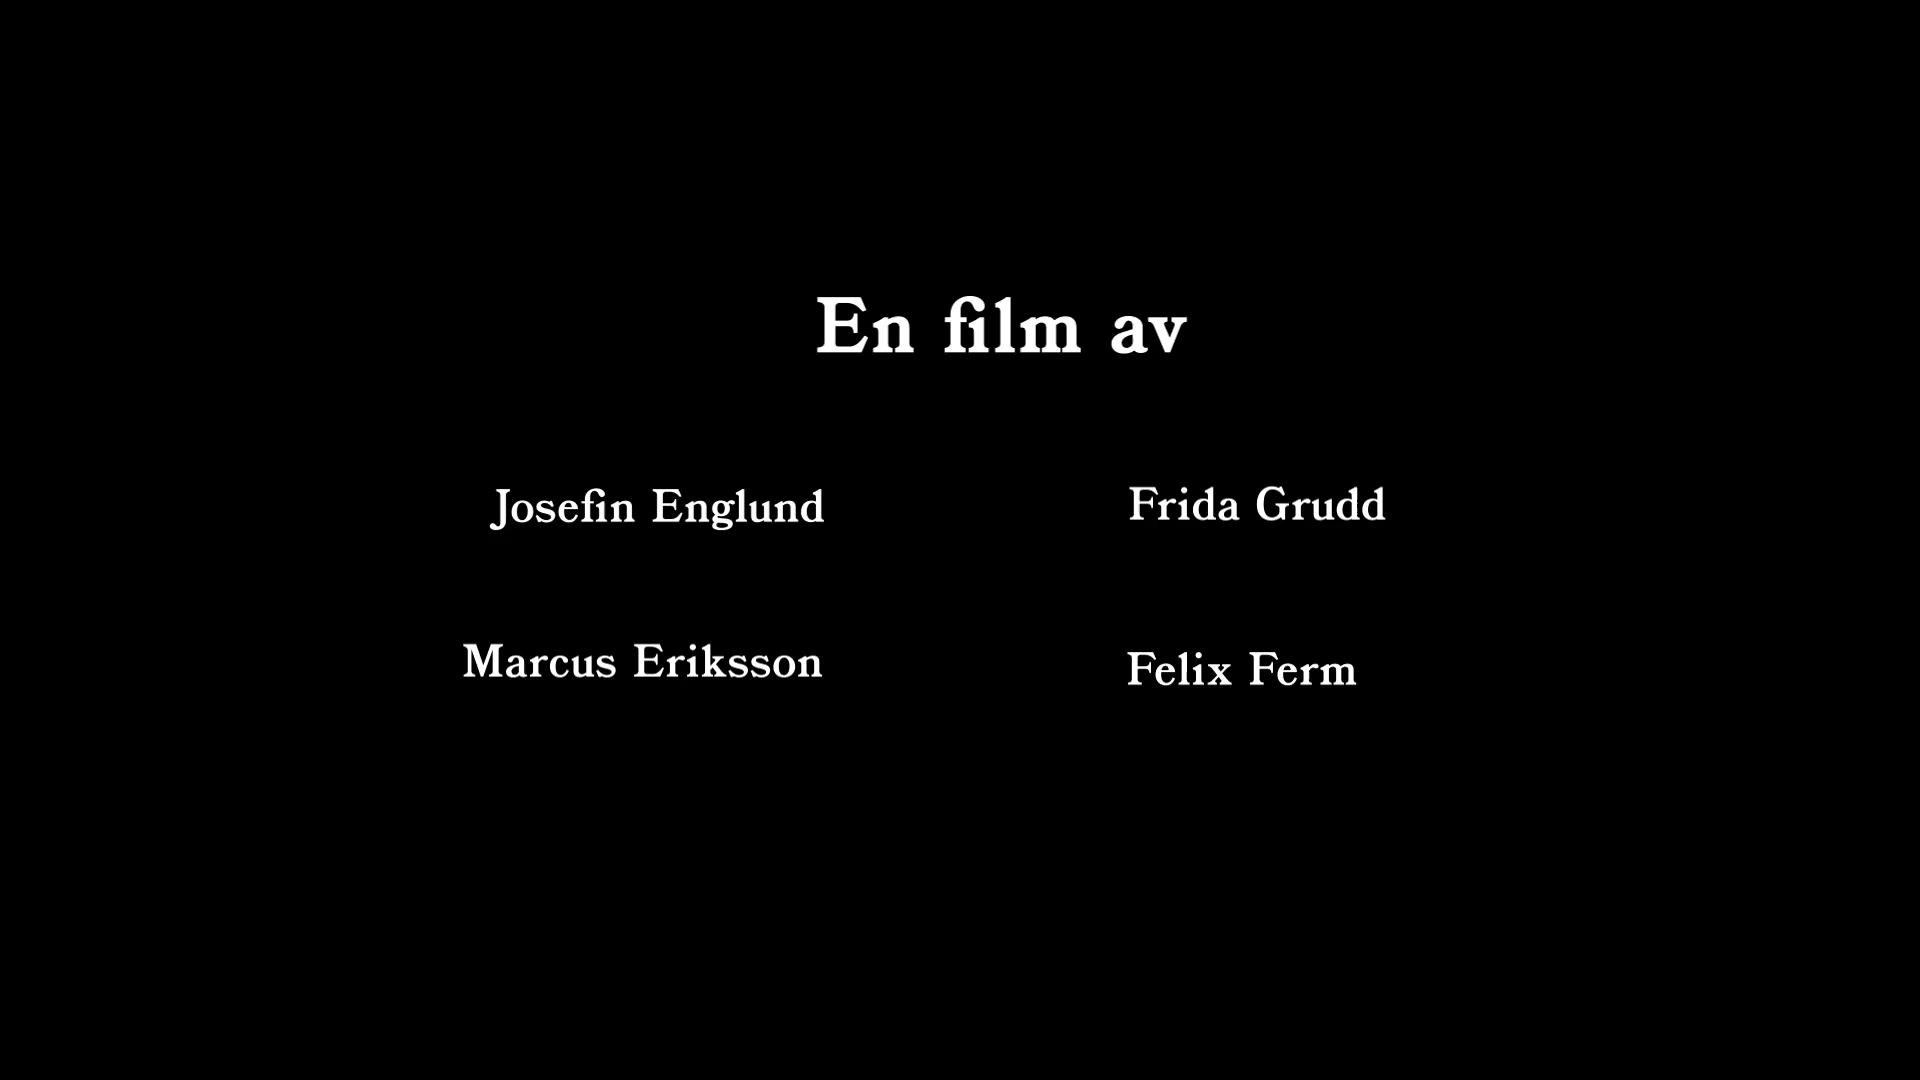 En film av
Josefin Englund
Frida Grudd
Marcus Eriksson
Felix Ferm